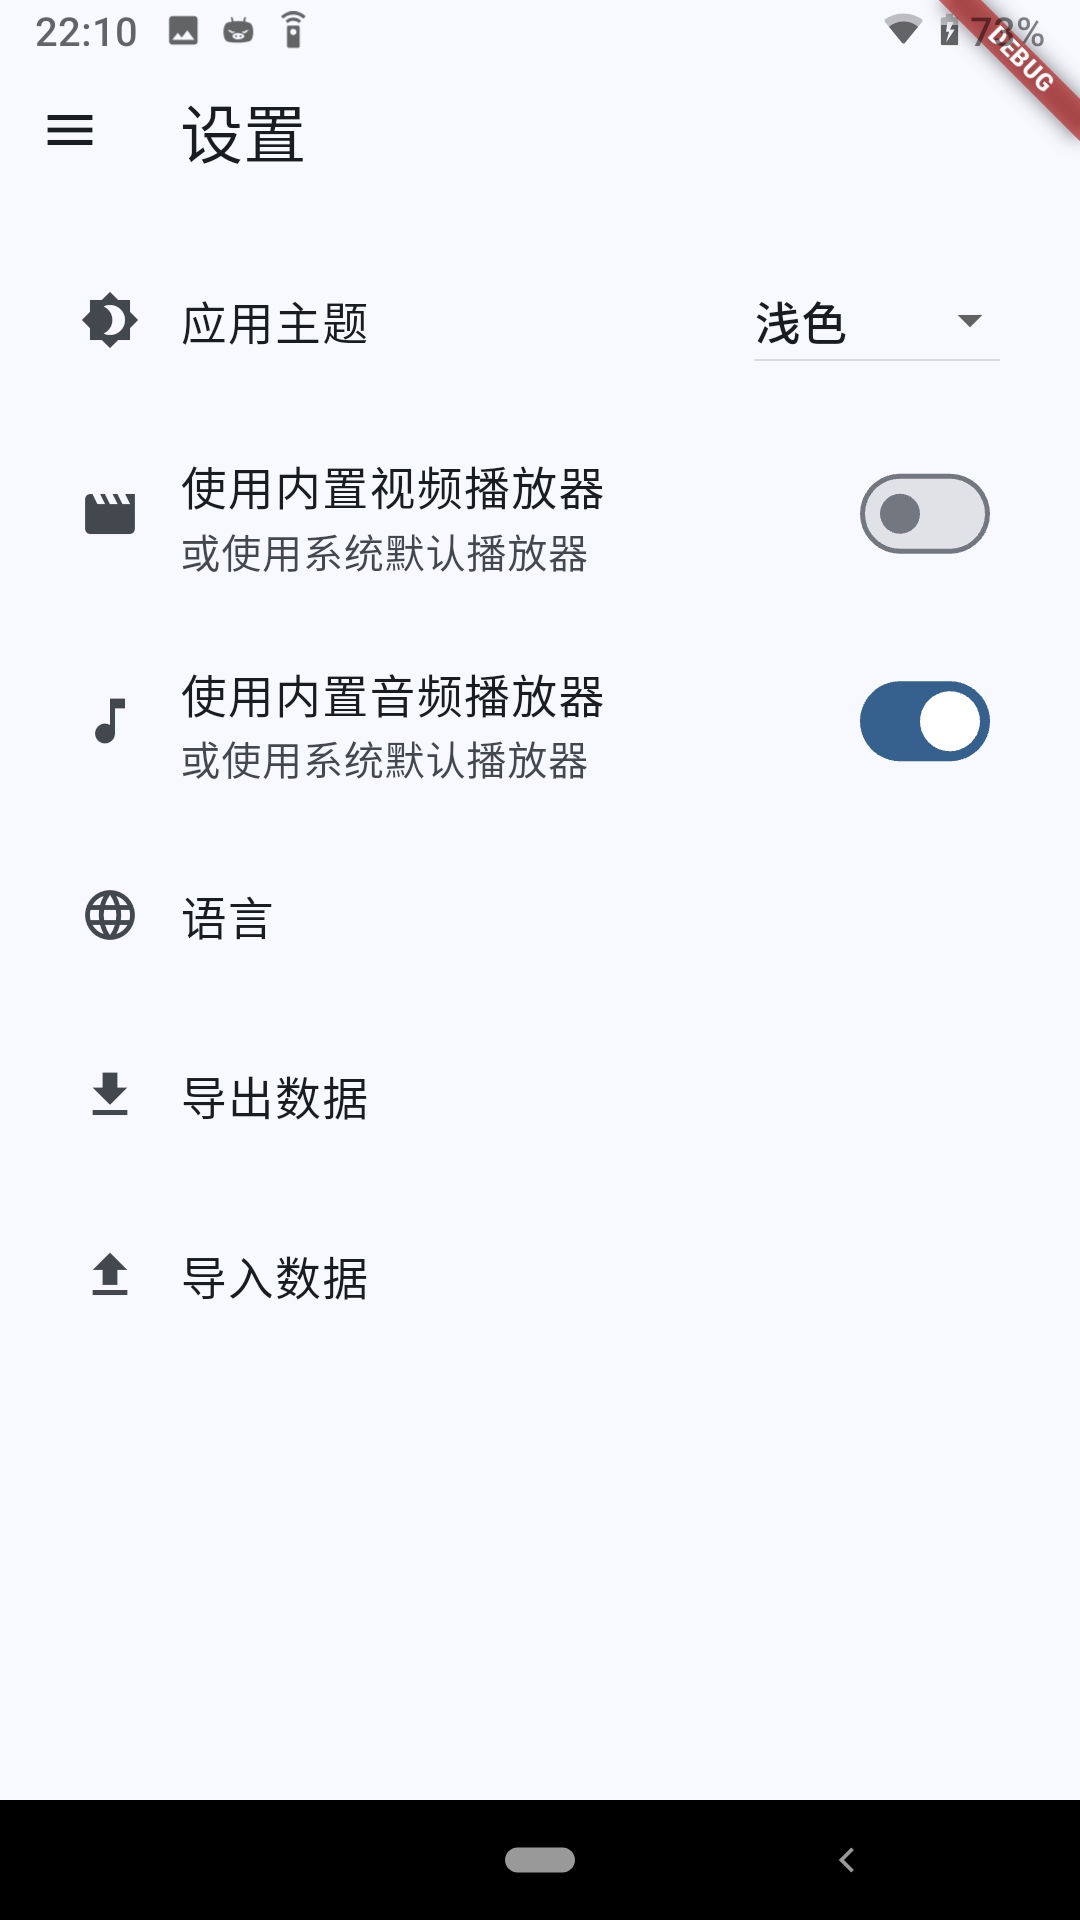 22:10
73%
DEBUG
设置
应用主题
浅色
使用内置视频播放器
或使用系统默认播放器
使用内置音频播放器
或使用系统默认播放器
语言
导出数据
导入数据